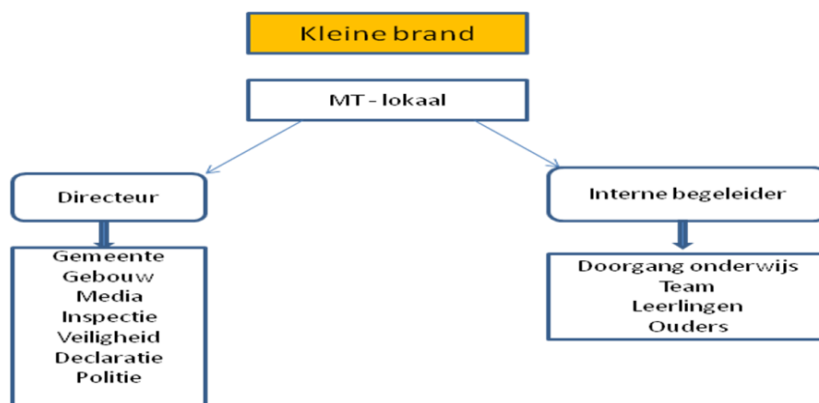 Kleine brand
MT - lokaal
Directeur
Interne begeleider
Gemeente
Gebouw
Media
Inspectie
Veiligheid
Declaratie
Politie
Doorgang onderwijs
Team
Leerlingen
Ouders